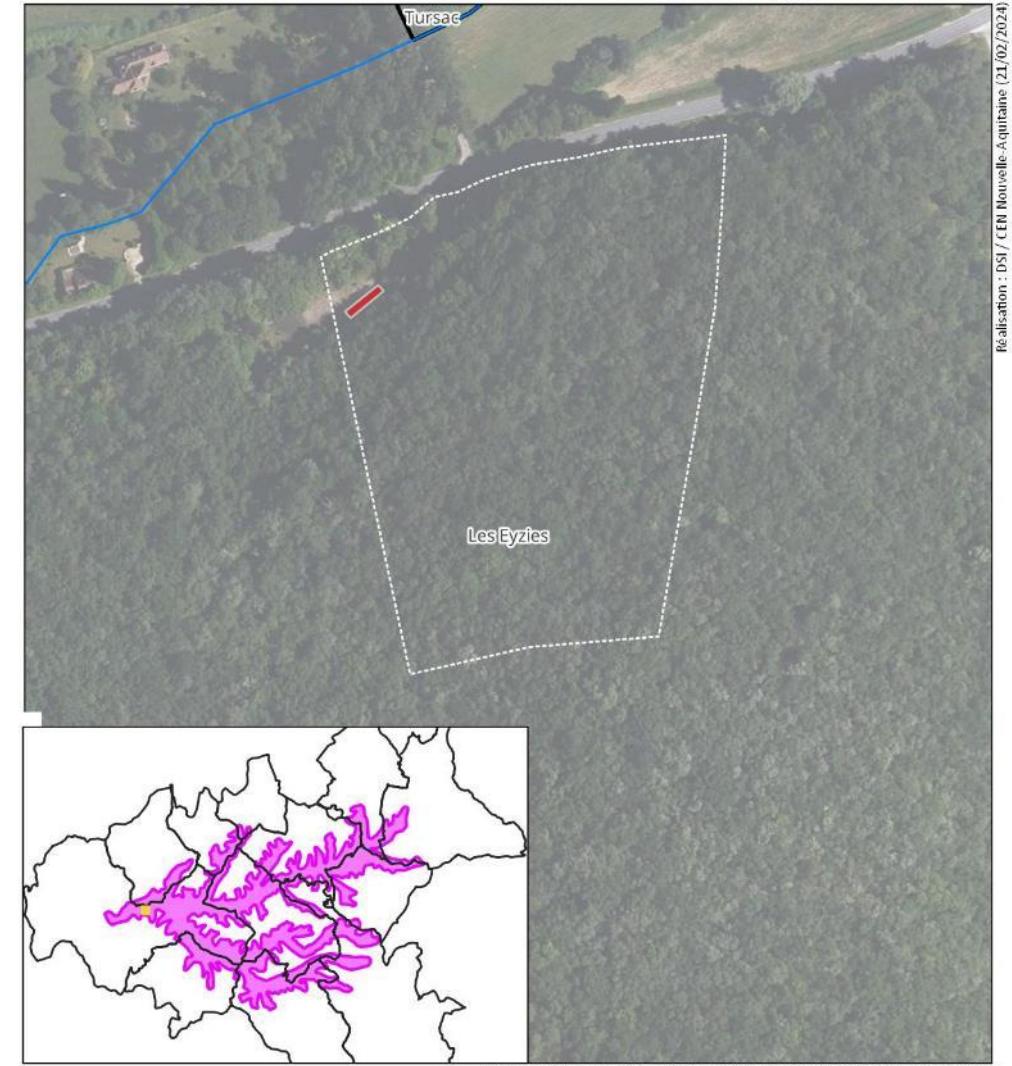 Tursac
Les Eyzies
Réalisation : DSI / CEN Nouvelle-Aquitaine (21/02/2024)